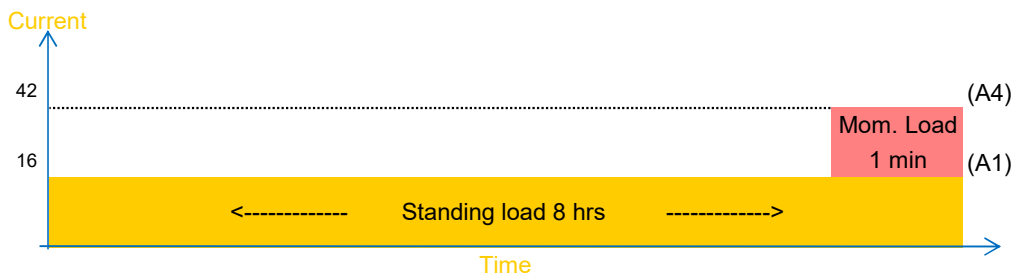 Current
42
(A4)
Mom. Load
1 min
16
(A1)
<------------- Standing load 8 hrs ------------->
Time